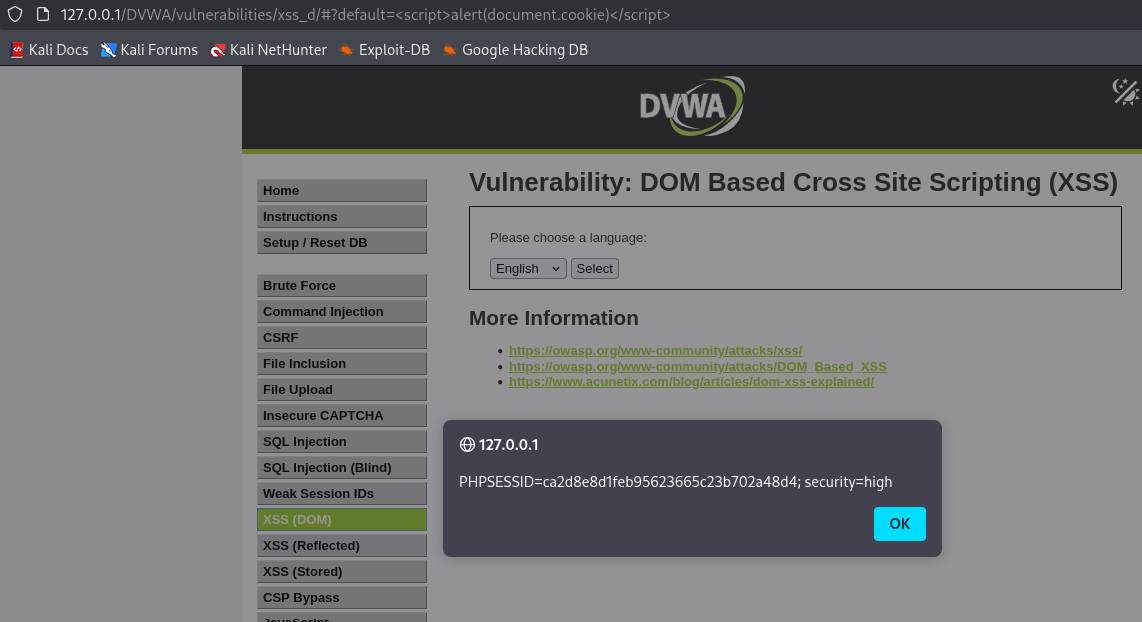 127.0.0.1/DVWA/vulnerabilities/xss_d/#?default=<script>alert(document.cookie)</script>
Kali Docs Kali Forums Kali NetHunter Exploit-DB Google Hacking DB
DVWA
Vulnerability: DOM Based Cross Site Scripting (XSS)
Please choose a language:
English Select
More Information
https://owasp.org/www-community/attacks/xss/
https://owasp.org/www-community/attacks/DOM_Based_XSS
https://www.acunetix.com/blog/articles/dom-xss-explained/
Home
Instructions
Setup / Reset DB
Brute Force
Command Injection
CSRF
File Inclusion
File Upload
Insecure CAPTCHA
SQL Injection
SQL Injection (Blind)
Weak Session IDs
XSS (DOM)
XSS (Reflected)
XSS (Stored)
CSP Bypass
JavaScript
127.0.0.1
PHPSESSID=ca2d8e8d1feb95623665c23b702a48d4; security=high
OK